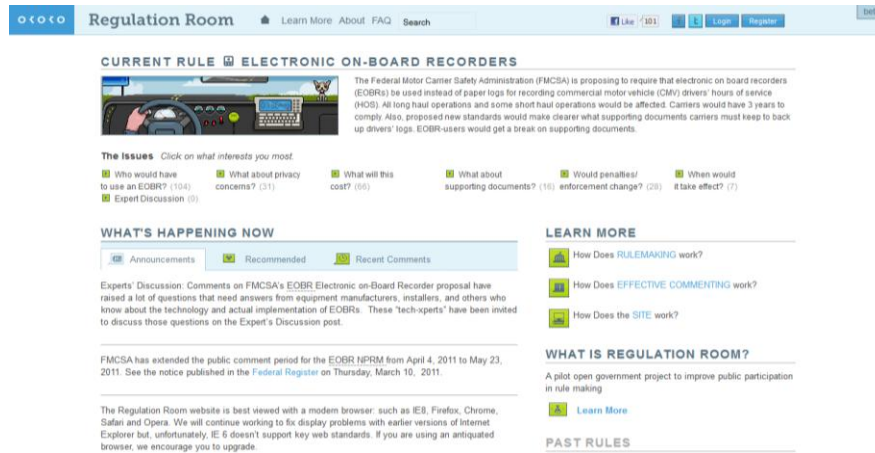 Regulation Room
Learn More About FAQ Search
Like 101
Login Register
CURRENT RULE ELECTRONIC ON-BOARD RECORDERS
The Federal Motor Carrier Safety Administration (FMCSA) is proposing to require that electronic on board recorders
(EOBRs) be used instead of paper logs for recording commercial motor vehicle (CMV) drivers' hours of service
(HOS). All long haul operations and some short haul operations would be affected. Carriers would have 3 years to
comply. Also, proposed new standards would make clearer what supporting documents carriers must keep to back
up drivers' logs. EOBR-users would get a break on supporting documents.
The Issues Click on what interests you most.
Who would have
to use an EOBR? (104)
What about privacy
concerns? (31)
What will this
cost? (66)
What about
supporting documents? (16)
Would penalties/
enforcement change? (28)
When would
it take effect? (7)
Expert Discussion (0)
WHAT'S HAPPENING NOW
Announcements Recommended Recent Comments
Experts' Discussion: Comments on FMCSA's EOBR Electronic on-Board Recorder proposal have
raised a lot of questions that need answers from equipment manufacturers, installers, and others who
know about the technology and actual implementation of EOBRs. These "tech-xperts" have been invited
to discuss those questions on the Expert's Discussion post.
FMCSA has extended the public comment period for the EOBR NPRM from April 4, 2011 to May 23,
2011. See the notice published in the Federal Register on Thursday, March 10, 2011.
The Regulation Room website is best viewed with a modern browser: such as IE8, Firefox, Chrome,
Safari and Opera. We will continue working to fix display problems with earlier versions of Internet
Explorer but, unfortunately, IE 6 doesn't support key web standards. If you are using an antiquated
browser, we encourage you to upgrade.
LEARN MORE
How Does RULEMAKING work?
How Does EFFECTIVE COMMENTING work?
How Does the SITE work?
WHAT IS REGULATION ROOM?
A pilot open government project to improve public participation
in rule making
Learn More
PAST RULES